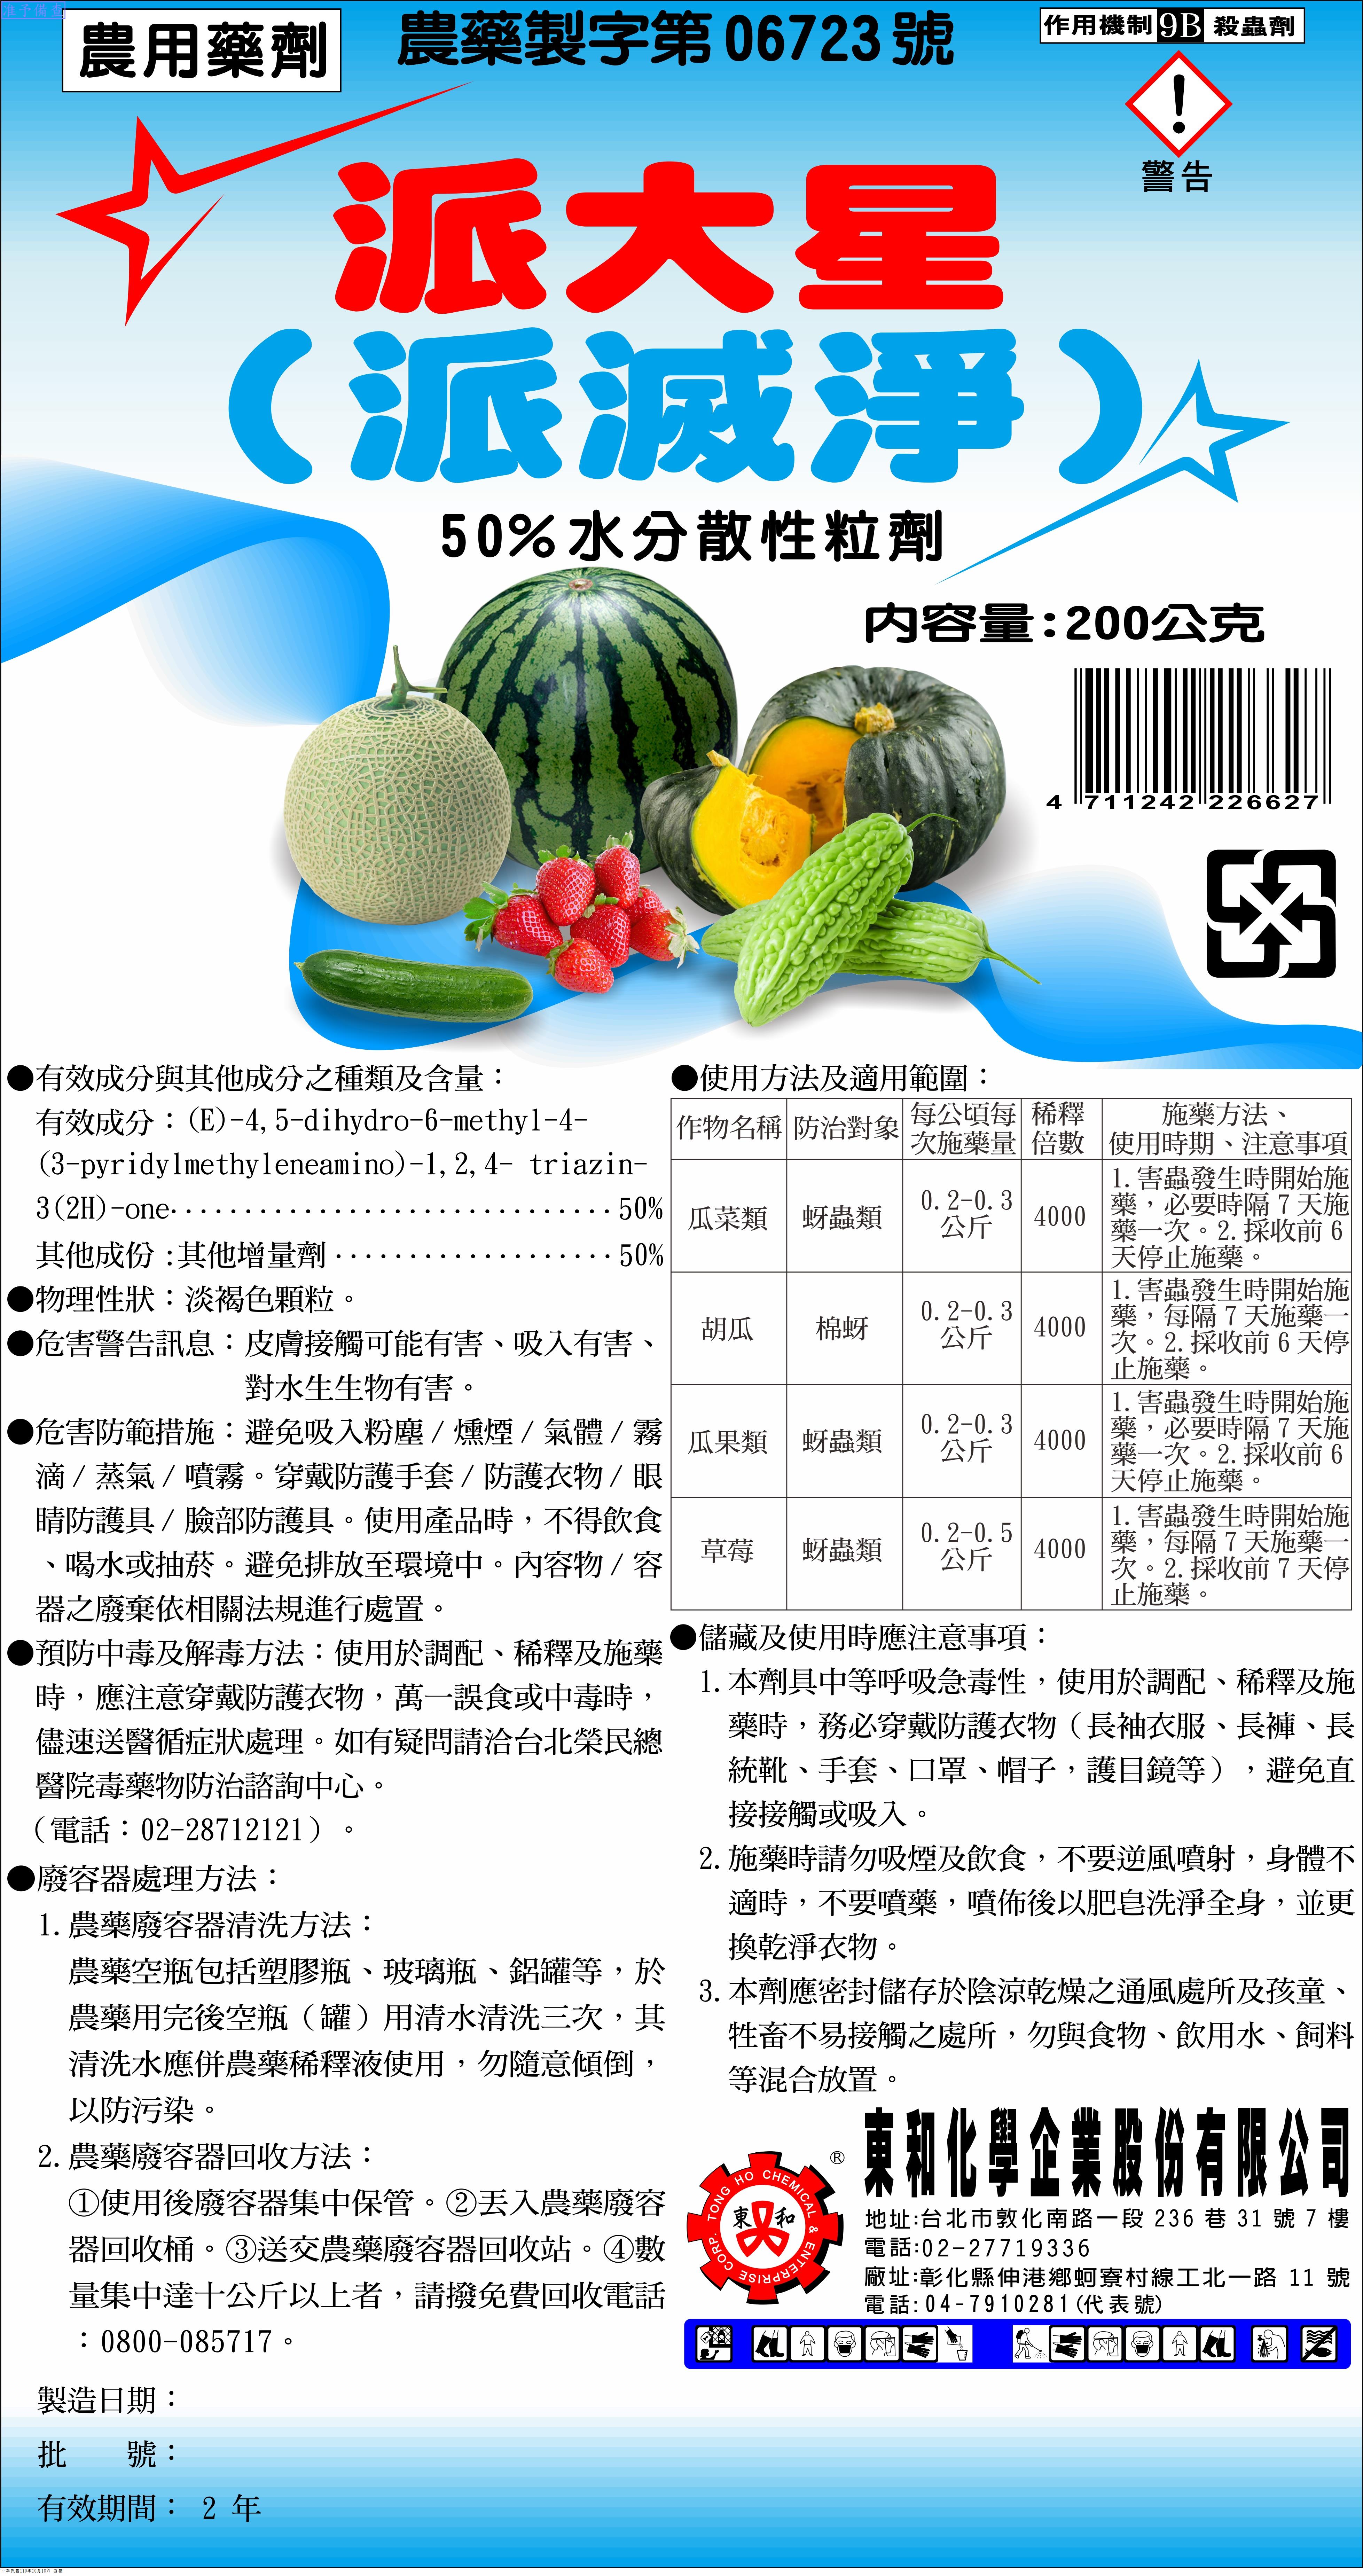 准予備查
農用藥劑
農藥製字第06723號
作用機制 9B 殺蟲劑
警告
派大星
（派滅淨）
50%水分散性粒劑
內容量:200公克
4 711242 226627
●有效成分與其他成分之種類及含量：
有效成分：(E)-4,5-dihydro-6-methyl-4-
(3-pyridylmethyleneamino)-1,2,4- triazin-
3(2H)-one······························50%
其他成份:其他增量劑···················50%
●物理性狀：淡褐色顆粒。
●危害警告訊息：皮膚接觸可能有害、吸入有害、
對水生生物有害。
●危害防範措施：避免吸入粉塵/燻煙/氣體/霧
滴/蒸氣/噴霧。穿戴防護手套/防護衣物/眼
睛防護具/臉部防護具。使用產品時，不得飲食
、喝水或抽菸。避免排放至環境中。內容物/容
器之廢棄依相關法規進行處置。
●預防中毒及解毒方法：使用於調配、稀釋及施藥
時，應注意穿戴防護衣物，萬一誤食或中毒時，
儘速送醫循症狀處理。如有疑問請洽台北榮民總
醫院毒藥物防治諮詢中心。
（電話：02-28712121）。
●廢容器處理方法：
1.農藥廢容器清洗方法：
農藥空瓶包括塑膠瓶、玻璃瓶、鋁罐等，於
農藥用完後空瓶（罐）用清水清洗三次，其
清洗水應併農藥稀釋液使用，勿隨意傾倒，
以防污染。
2.農藥廢容器回收方法：
①使用後廢容器集中保管。②丟入農藥廢容
器回收桶。③送交農藥廢容器回收站。④數
量集中達十公斤以上者，請撥免費回收電話
：0800-085717。
製造日期：
批　　號：
有效期間： 2 年
●使用方法及適用範圍：
作物名稱 防治對象 每公頃每次施藥量 稀釋倍數 施藥方法、使用時期、注意事項
瓜菜類 蚜蟲類 0.2-0.3公斤 4000 1.害蟲發生時開始施
藥，必要時隔7天施
藥一次。2.採收前6
天停止施藥。
胡瓜 棉蚜 0.2-0.3公斤 4000 1.害蟲發生時開始施
藥，每隔7天施藥一
次。2.採收前6天停
止施藥。
瓜果類 蚜蟲類 0.2-0.3公斤 4000 1.害蟲發生時開始施
藥，必要時隔7天施
藥一次。2.採收前6
天停止施藥。
草莓 蚜蟲類 0.2-0.5公斤 4000 1.害蟲發生時開始施
藥，每隔7天施藥一
次。2.採收前7天停
止施藥。
●儲藏及使用時應注意事項：
1.本劑具中等呼吸急毒性，使用於調配、稀釋及施
藥時，務必穿戴防護衣物（長袖衣服、長褲、長
統靴、手套、口罩、帽子，護目鏡等），避免直
接接觸或吸入。
2.施藥時請勿吸煙及飲食，不要逆風噴射，身體不
適時，不要噴藥，噴佈後以肥皂洗淨全身，並更
換乾淨衣物。
3.本劑應密封儲存於陰涼乾燥之通風處所及孩童、
牲畜不易接觸之處所，勿與食物、飲用水、飼料
等混合放置。
TONG HO CHEMICAL & ENTERPRISE CORP.
東和
®
東和化學企業股份有限公司
地址:台北市敦化南路一段 236 巷 31 號 7 樓
電話:02-27719336
廠址:彰化縣伸港鄉蚵寮村線工北一路 11 號
電話:04-7910281(代表號)